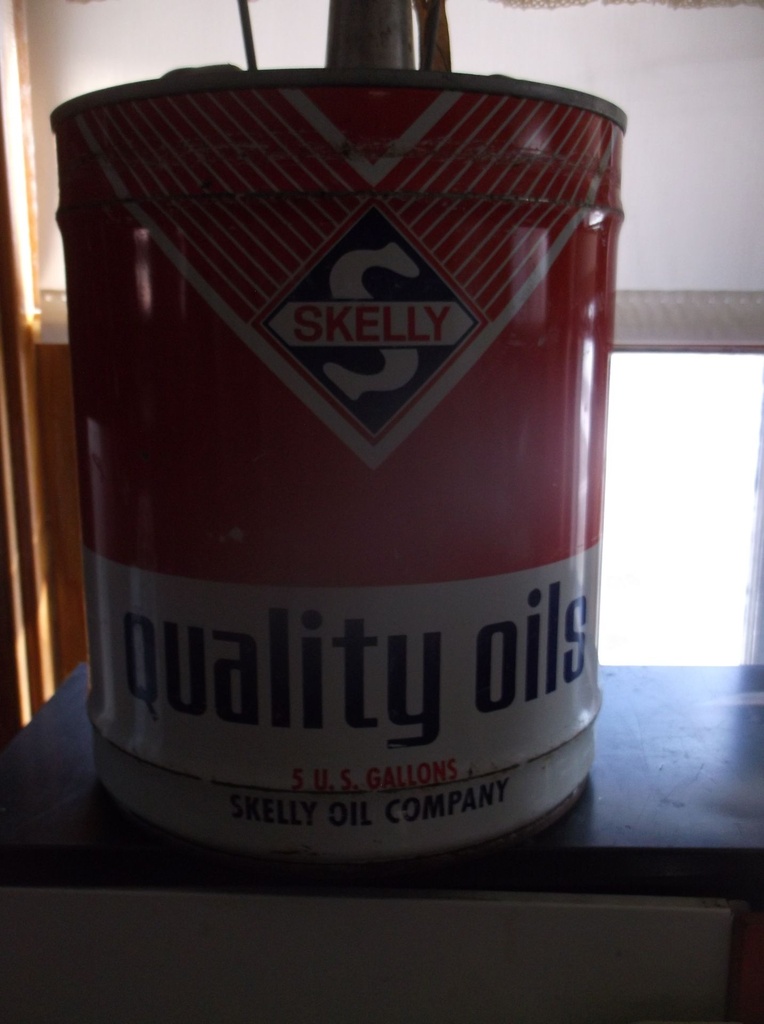 S
SKELLY
quality oils
5 U. S. GALLONS
SKELLY OIL COMPANY